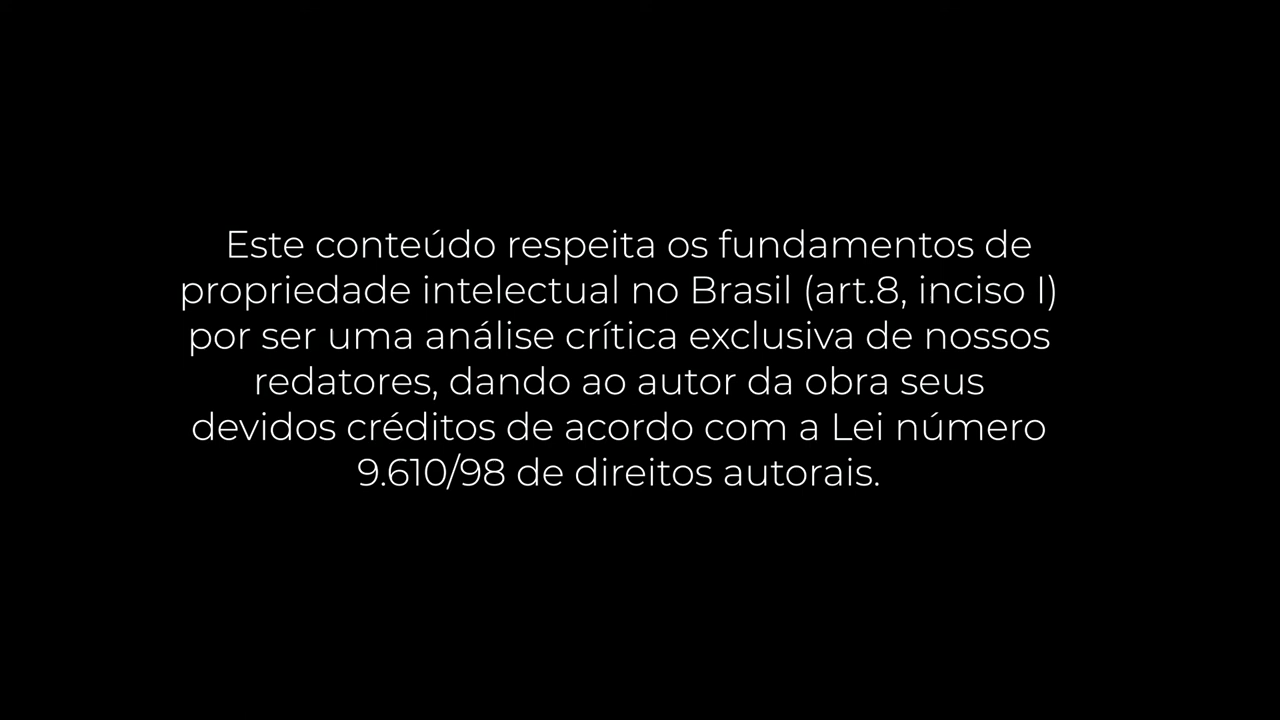 Este conteúdo respeita os fundamentos de
propriedade intelectual no Brasil (art.8, inciso I)
por ser uma análise crítica exclusiva de nossos
redatores, dando ao autor da obra seus
devidos créditos de acordo com a Lei número
9.610/98 de direitos autorais.